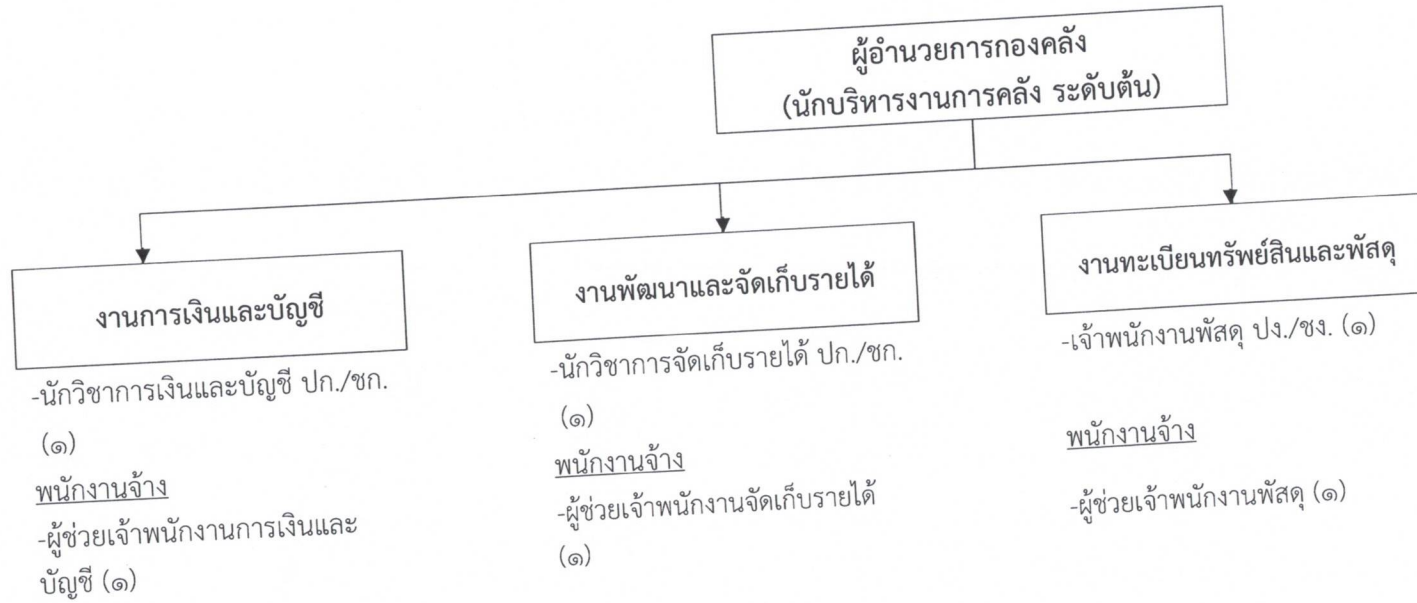 ผู้อำนวยการกองคลัง
(นักบริหารงานการคลัง ระดับต้น)
งานการเงินและบัญชี
-นักวิชาการเงินและบัญชี ปก./ชก.
(๑)
พนักงานจ้าง
-ผู้ช่วยเจ้าพนักงานการเงินและ
บัญชี (๑)
งานพัฒนาและจัดเก็บรายได้
-นักวิชาการจัดเก็บรายได้ ปก./ชก.
(๑)
พนักงานจ้าง
-ผู้ช่วยเจ้าพนักงานจัดเก็บรายได้
(๑)
งานทะเบียนทรัพย์สินและพัสดุ
-เจ้าพนักงานพัสดุ ปง./ชง. (๑)
พนักงานจ้าง
-ผู้ช่วยเจ้าพนักงานพัสดุ (๑)